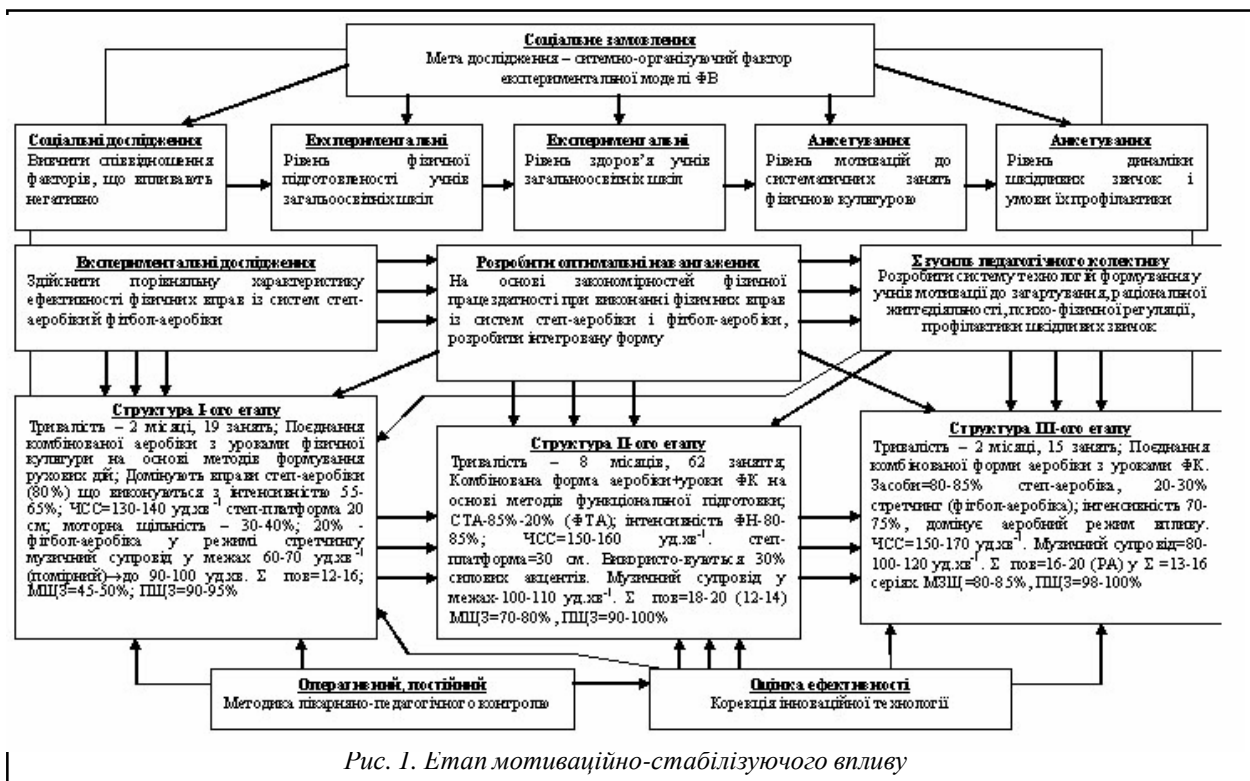 Соціальне замовлення
Мета дослідження – ситемно-організуючий фактор
експериментальної моделі ФВ
Соціальні дослідження
Вивчити співвідношення
факторів, що впливають
негативно
Експериментальні
Рівень фізичної
підготовленості учнів
загальоосвітніх шкіл
Експериментальні
Рівень здоров’я учнів
загальноосвітніх шкіл
Анкетування
Рівень мотивацій до
систематичних занять
фізичною культурою
Анкетування
Рівень динаміки
шкідливих звичок і
умови їх профілактики
Експериментальні дослідження
Здійснити порівняльну характеристику
ефективності фізичних вправ із систем степ-
аеробіки й фітбол-аеробіки
Розробити оптимальні навантаження
На основі закономірностей фізичної
працездатності при виконанні фізичних вправ
із систем степ-аеробіки і фітбол-аеробіки,
розробити інтегровану форму
Σ зусиль педагогічного колективу
Розробити систему технологій формування у
учнів мотивації до загартування, раціональної
життєдіяльності, психо-фізичної регуляції,
профілактики шкідливих звичок
Структура І-ого етапу
Тривалість – 2 місяці, 19 занять; Поєднання
комбінованої аеробіки з уроками фізичної
культури на основі методів формування
рухових дій; Домінують вправи степ-аеробіки
(80%) що виконуються з інтенсивністю 55-
65%; ЧСС=130-140 уд.хв⁻¹ степ-платформа 20
см; моторна щільність – 30-40%; 20% -
фітбол-аеробіка у режимі стретчингу
музичний супровід у межах 60-70 уд.хв⁻¹
(помірний)→до 90-100 уд.хв. Σ пов=12-16;
МЩЗ=45-50%; ПЩЗ=90-95%
Структура ІІ-ого етапу
Тривалість – 8 місяців, 62 заняття;
Комбінована форма аеробіки+уроки ФК на
основі методів функціональної підготовки;
СТА-85%-20% (ФТА); інтенсивність ФН-80-
85%; ЧСС=150-160 уд.хв⁻¹. степ-
платформа=30 см. Використо-вуються 30%
силових акцентів. Музичний супровід у
межах-100-110 уд.хв⁻¹. Σ пов=18-20 (12-14)
МЩЗ=70-80%, ПЩЗ=90-100%
Структура ІІІ-ого етапу
Тривалість – 2 місяці, 15 занять; Поєднання
комбінованої форми аеробіки з уроками ФК.
Засоби=80-85% степ-аеробіка, 20-30%
стретчинг (фітбол-аеробіка); інтенсивність 70-
75%, домінує аеробний режим впливу.
ЧСС=150-170 уд.хв⁻¹. Музичний супровід=80-
100-120 уд.хв⁻¹. Σ пов=16-20 (РА) у Σ =13-16
серіях. МЗЩ=80-85%, ПЩЗ=98-100%
Оперативний, постійний
Методика лікарняно-педагогічного контролю
Оцінка ефективності
Корекція інноваційної технології
Рис. 1. Етап мотиваційно-стабілізуючого впливу